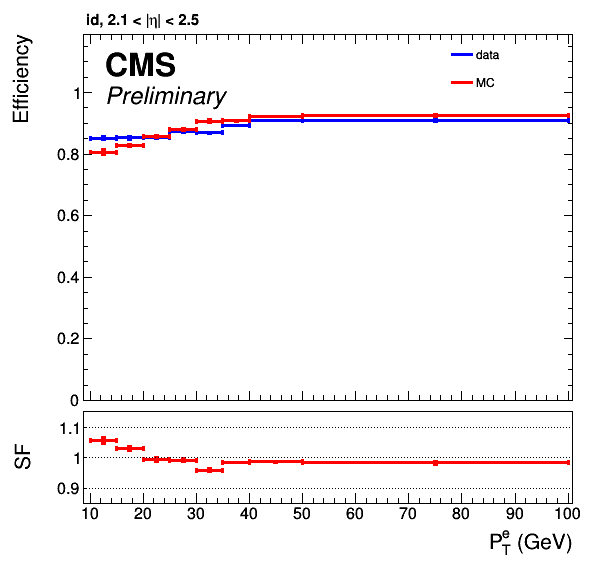 id, 2.1 < |η| < 2.5
Efficiency
CMS
Preliminary
data
MC
1
0.8
0.6
0.4
0.2
0
SF
1.1
1
0.9
10 20 30 40 50 60 70 80 90 100
P_T^e (GeV)